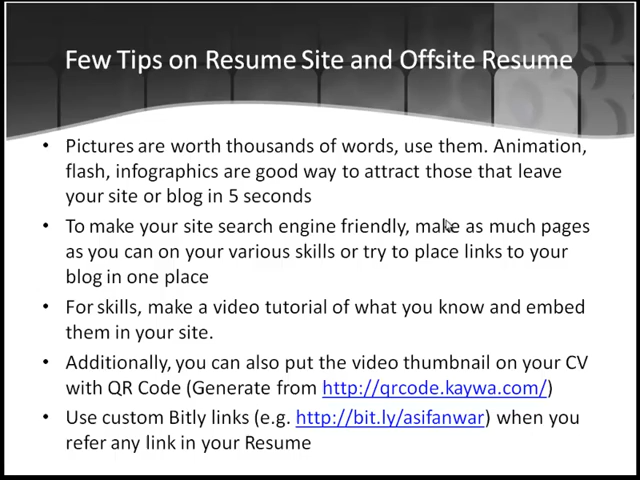 Few Tips on Resume Site and Offsite Resume
• Pictures are worth thousands of words, use them. Animation,
flash, infographics are good way to attract those that leave
your site or blog in 5 seconds
• To make your site search engine friendly, make as much pages
as you can on your various skills or try to place links to your
blog in one place
• For skills, make a video tutorial of what you know and embed
them in your site.
• Additionally, you can also put the video thumbnail on your CV
with QR Code (Generate from http://qrcode.kaywa.com/)
• Use custom Bitly links (e.g. http://bit.ly/asifanwar) when you
refer any link in your Resume